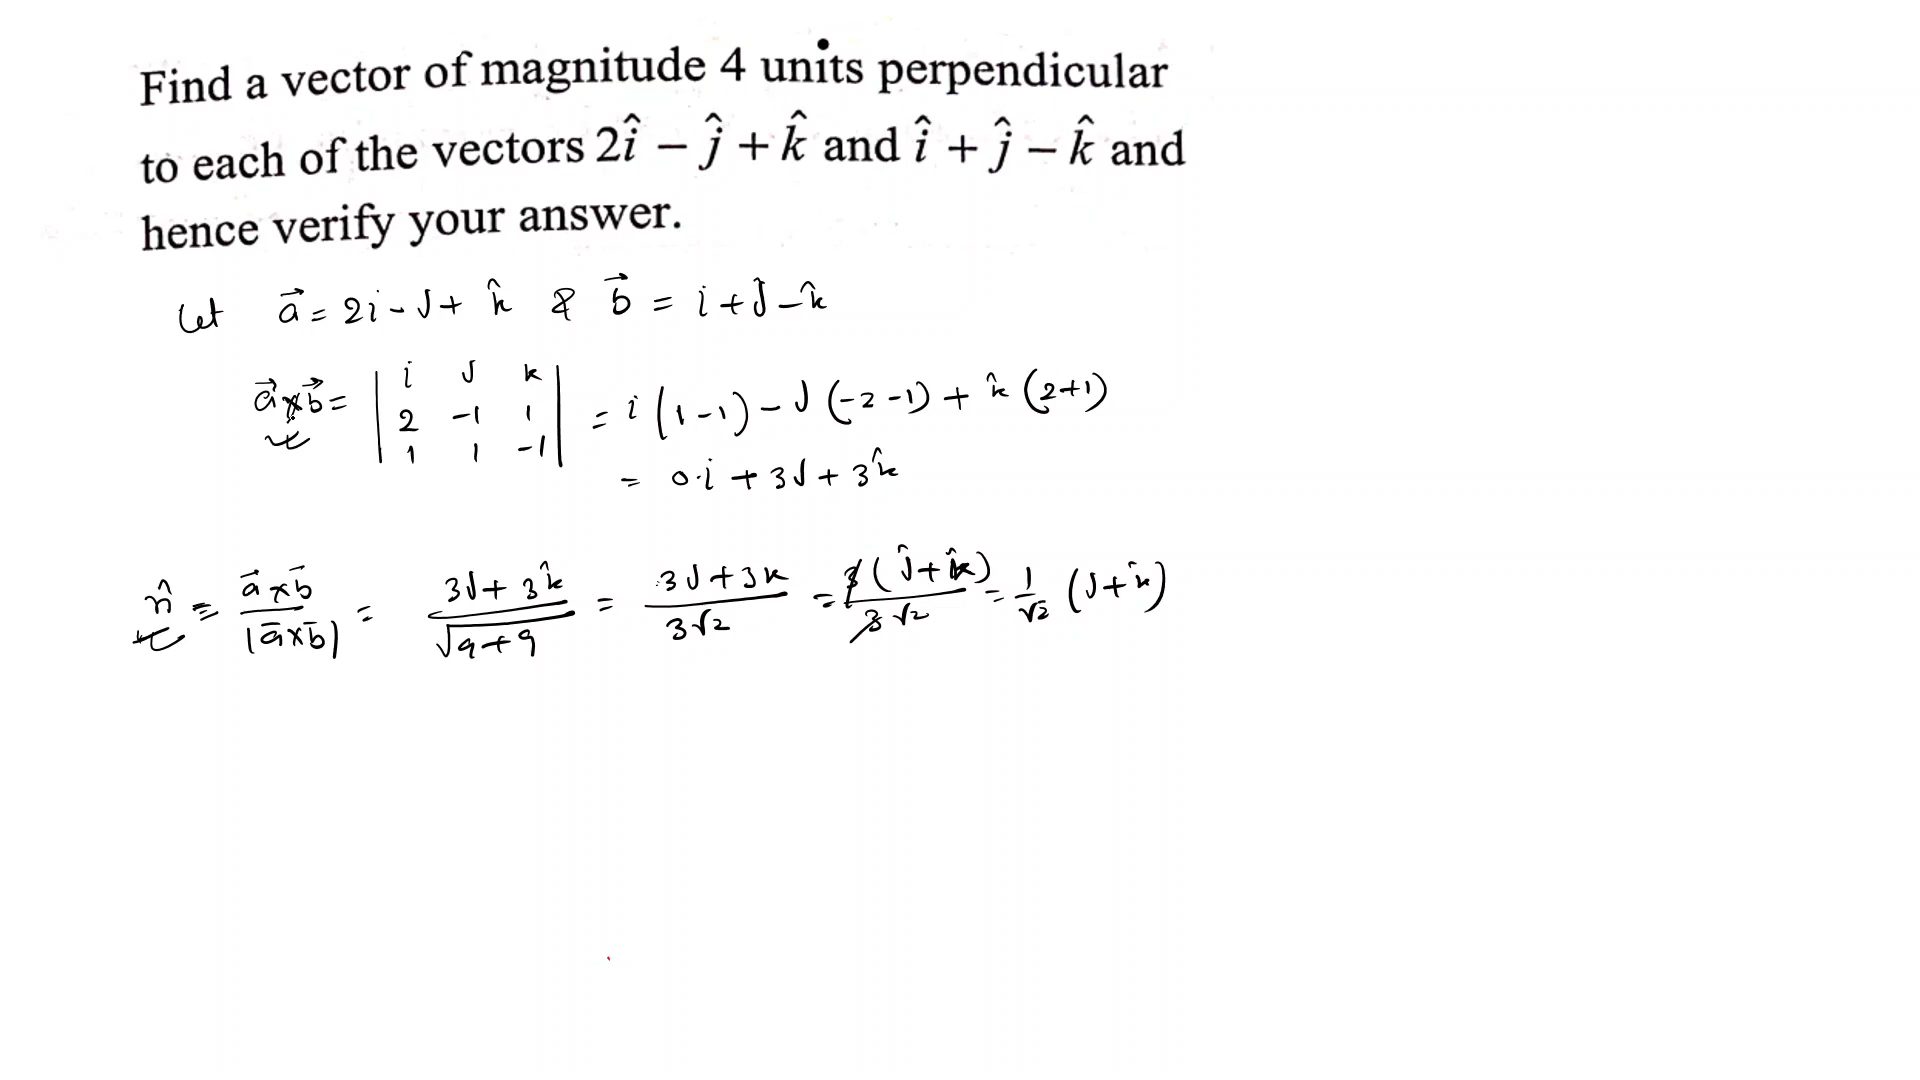 Find a vector of magnitude 4 units perpendicular
to each of the vectors 2î − ĵ + k̂ and î + ĵ − k̂ and
hence verify your answer.
Let a⃗ = 2i - J + k̂ & b⃗ = i + Ĵ - k̂
a⃗×b⃗ = | i J k | = i (1-1) - J (-2-1) + k̂ (2+1)
| 2 -1 1 |
| 1 1 -1 |
= 0·i + 3J + 3k̂
n̂ = a⃗×b⃗ / |a̅×b̅| = 3J + 3k̂ / √9+9 = 3J + 3k / 3√2 = 3(Ĵ + k̂) / 3√2 = 1/√2 (J + k̂)